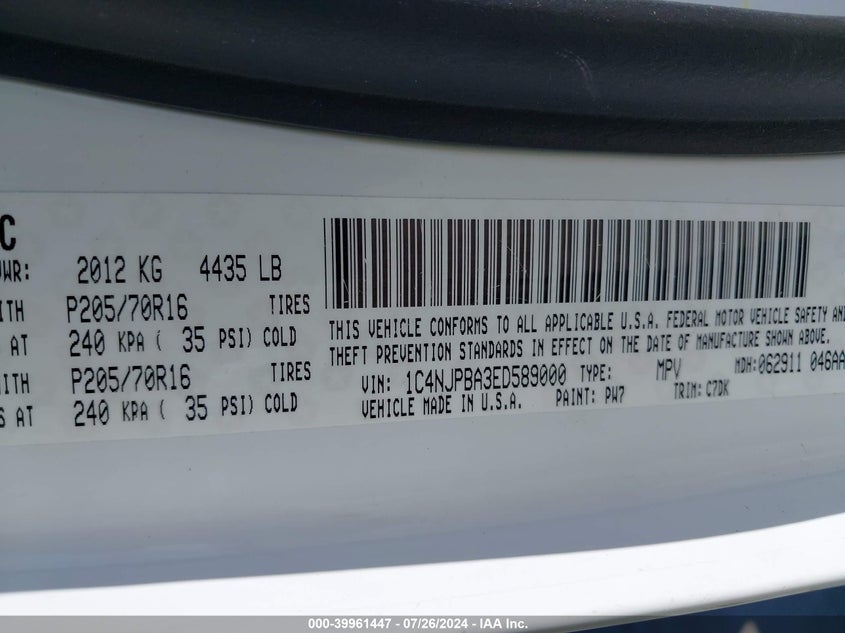 C
WR: 2012 KG 4435 LB
ITH P205/70R16 TIRES
S AT 240 KPA ( 35 PSI) COLD
WITH P205/70R16 TIRES
S AT 240 KPA ( 35 PSI) COLD
THIS VEHICLE CONFORMS TO ALL APPLICABLE U.S.A. FEDERAL MOTOR VEHICLE SAFETY AND
THEFT PREVENTION STANDARDS IN EFFECT ON THE DATE OF MANUFACTURE SHOWN ABOVE.
VIN: 1C4NJPBA3ED589000 TYPE: MPV MDH:062911 046AA
VEHICLE MADE IN U.S.A. PAINT: PW7 TRIM: C7DK
000-39961447 - 07/26/2024 - IAA Inc.